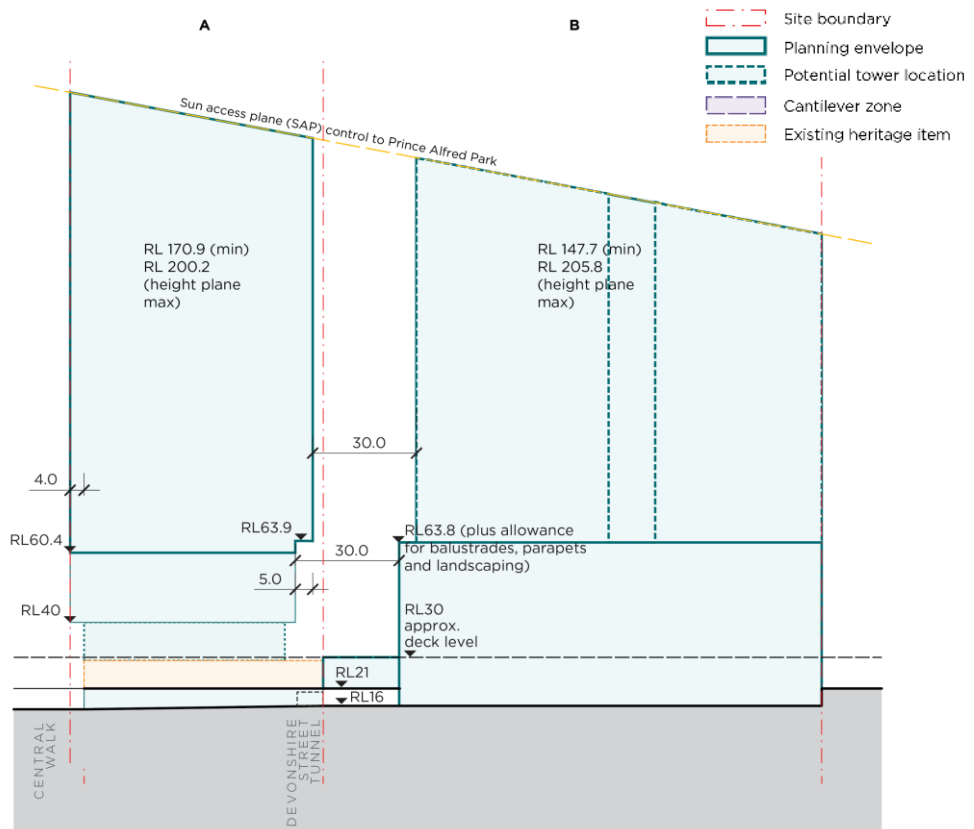 A
B
Site boundary
Planning envelope
Potential tower location
Cantilever zone
Existing heritage item
Sun access plane (SAP) control to Prince Alfred Park
RL 170.9 (min)
RL 200.2
(height plane
max)
RL 147.7 (min)
RL 205.8
(height plane
max)
30.0
4.0
RL60.4
RL63.9
RL63.8 (plus allowance
for balustrades, parapets
and landscaping)
30.0
5.0
RL40
RL30
approx.
deck level
RL21
RL16
CENTRAL
WALK
DEVONSHIRE
STREET
TUNNEL